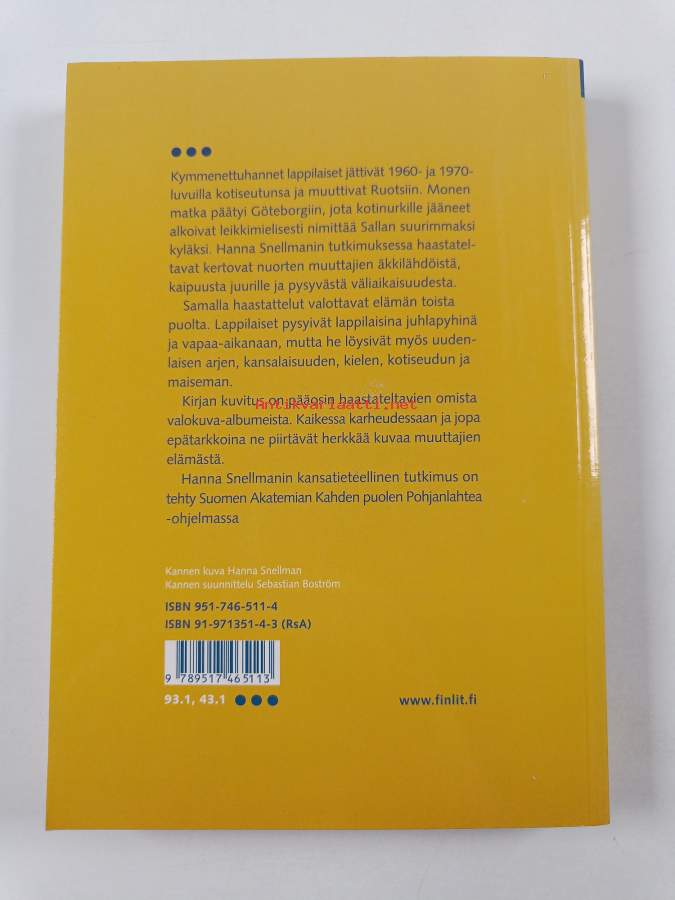 Kymmenettuhannet lappilaiset jättivät 1960- ja 1970-
luvuilla kotiseutunsa ja muuttivat Ruotsiin. Monen
matka päätyi Göteborgiin, jota kotinurkille jääneet
alkoivat leikkimielisesti nimittää Sallan suurimmaksi
kyläksi. Hanna Snellmanin tutkimuksessa haastatel-
tavat kertovat nuorten muuttajien äkkilähdöistä,
kaipuusta juurille ja pysyvästä väliaikaisuudesta.
Samalla haastattelut valottavat elämän toista
puolta. Lappilaiset pysyivät lappilaisina juhlapyhinä
ja vapaa-aikanaan, mutta he löysivät myös uuden-
laisen arjen, kansalaisuuden, kielen, kotiseudun ja
maiseman.
Kirjan kuvitus on pääosin haastateltavien omista
Antikvariaatti.net
valokuva-albumeista. Kaikessa karheudessaan ja jopa
epätarkkoina ne piirtävät herkkää kuvaa muuttajien
elämästä.
Hanna Snellmanin kansatieteellinen tutkimus on
tehty Suomen Akatemian Kahden puolen Pohjanlahtea
-ohjelmassa
Kannen kuva Hanna Snellman
Kannen suunnittelu Sebastian Boström
ISBN 951-746-511-4
ISBN 91-971351-4-3 (RsA)
9 789517 465113
93.1, 43.1
www.finlit.fi